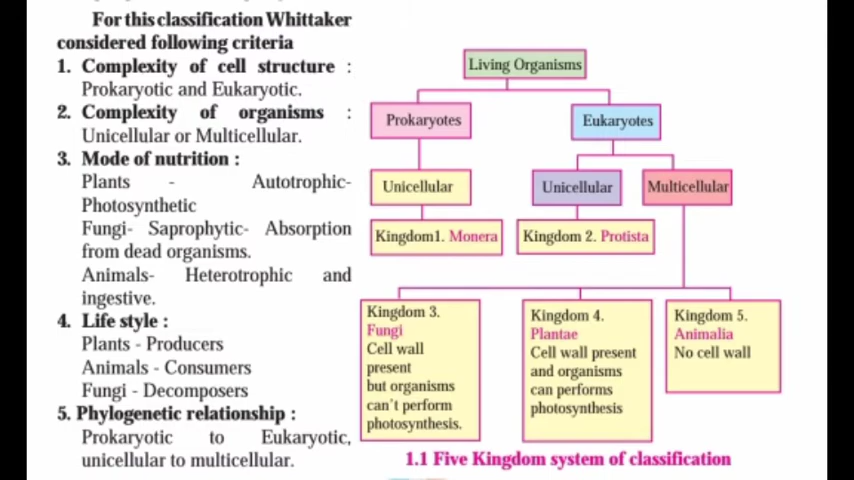 For this classification Whittaker
considered following criteria
1. Complexity of cell structure :
Prokaryotic and Eukaryotic.
2. Complexity of organisms :
Unicellular or Multicellular.
3. Mode of nutrition :
Plants - Autotrophic-
Photosynthetic
Fungi- Saprophytic- Absorption
from dead organisms.
Animals- Heterotrophic and
ingestive.
4. Life style :
Plants - Producers
Animals - Consumers
Fungi - Decomposers
5. Phylogenetic relationship :
Prokaryotic to Eukaryotic,
unicellular to multicellular.
Living Organisms
Prokaryotes
Eukaryotes
Unicellular
Unicellular
Multicellular
Kingdom1. Monera
Kingdom 2. Protista
Kingdom 3.
Fungi
Cell wall
present
but organisms
can't perform
photosynthesis.
Kingdom 4.
Plantae
Cell wall present
and organisms
can performs
photosynthesis
Kingdom 5.
Animalia
No cell wall
1.1 Five Kingdom system of classification